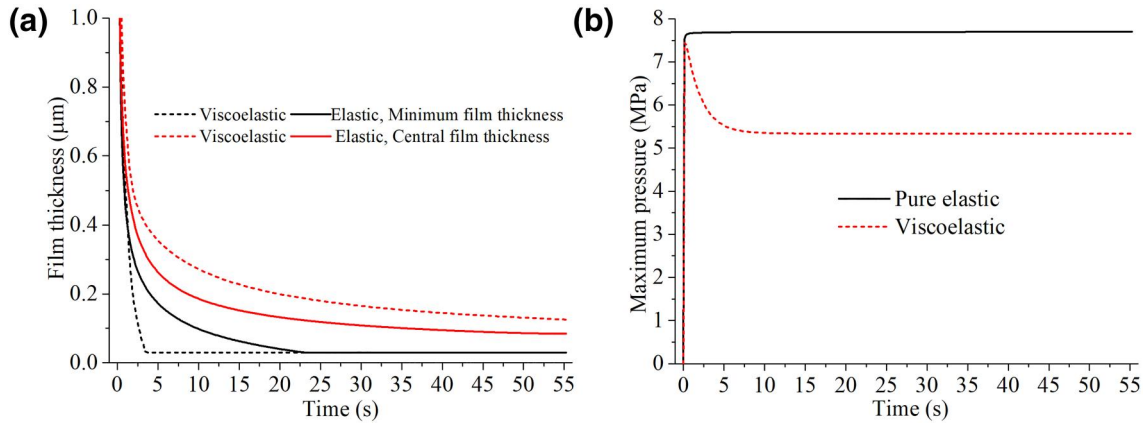 (a)
Film thickness (μm)
1.0
0.8
0.6
0.4
0.2
0.0
Viscoelastic Elastic, Minimum film thickness
Viscoelastic Elastic, Central film thickness
0 5 10 15 20 25 30 35 40 45 50 55
Time (s)
(b)
Maximum pressure (MPa)
8
7
6
5
4
3
2
1
0
Pure elastic
Viscoelastic
0 5 10 15 20 25 30 35 40 45 50 55
Time (s)